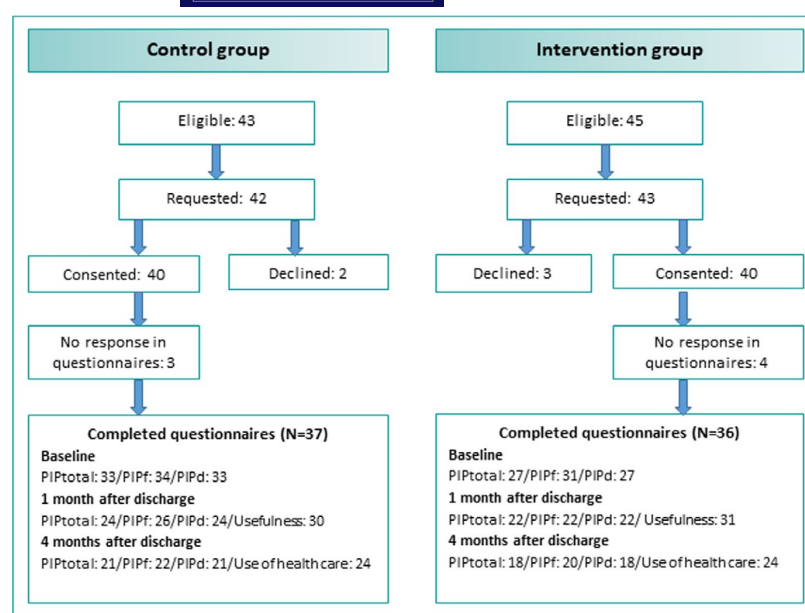 Control group
Eligible: 43
Requested: 42
Consented: 40
Declined: 2
No response in
questionnaires: 3
Completed questionnaires (N=37)
Baseline
PIPtotal: 33/PIPf: 34/PIPd: 33
1 month after discharge
PIPtotal: 24/PIPf: 26/PIPd: 24/Usefulness: 30
4 months after discharge
PIPtotal: 21/PIPf: 22/PIPd: 21/Use of health care: 24
Intervention group
Eligible: 45
Requested: 43
Declined: 3
Consented: 40
No response in
questionnaires: 4
Completed questionnaires (N=36)
Baseline
PIPtotal: 27/PIPf: 31/PIPd: 27
1 month after discharge
PIPtotal: 22/PIPf: 22/PIPd: 22/ Usefulness: 31
4 months after discharge
PIPtotal: 18/PIPf: 20/PIPd: 18/Use of health care: 24